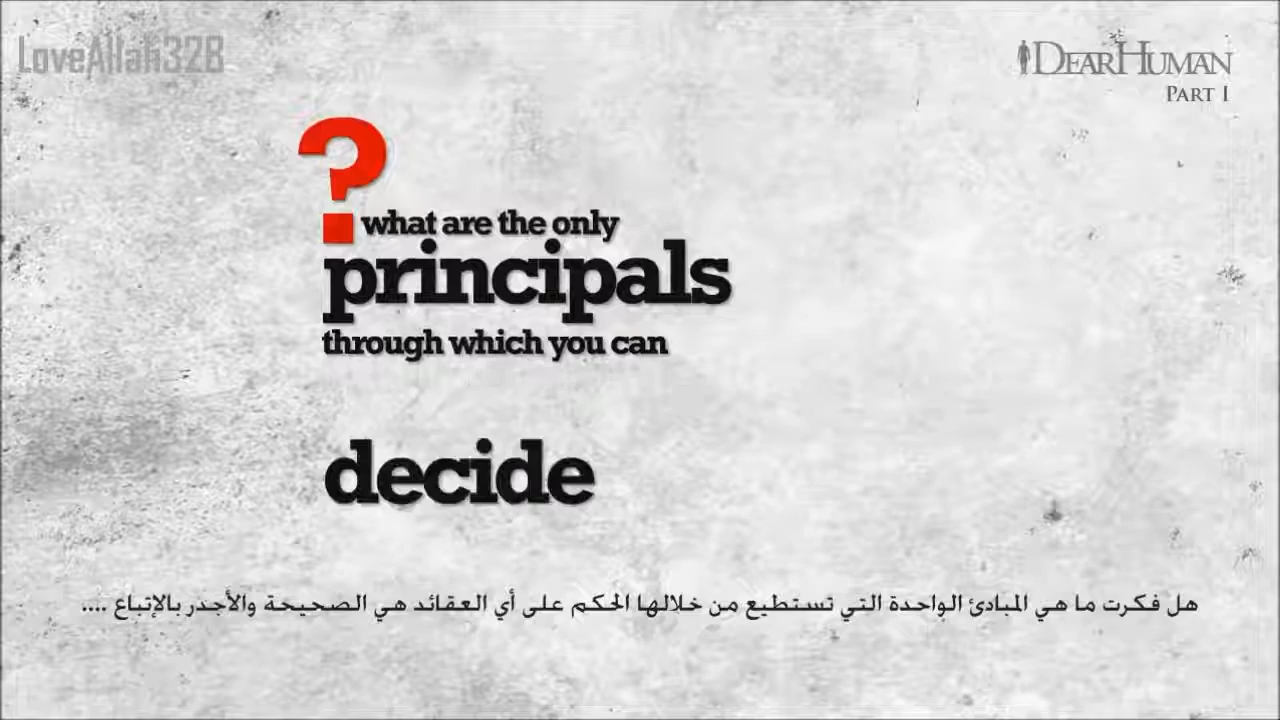 LoveAllah328
DEARHUMAN
PART I
?
what are the only
principals
through which you can
decide
هل فكرت ما هي المبادئ الواحدة التي تستطيع من خلالها الحكم على أي العقائد هي الصحيحة والأجدر بالإتباع ....